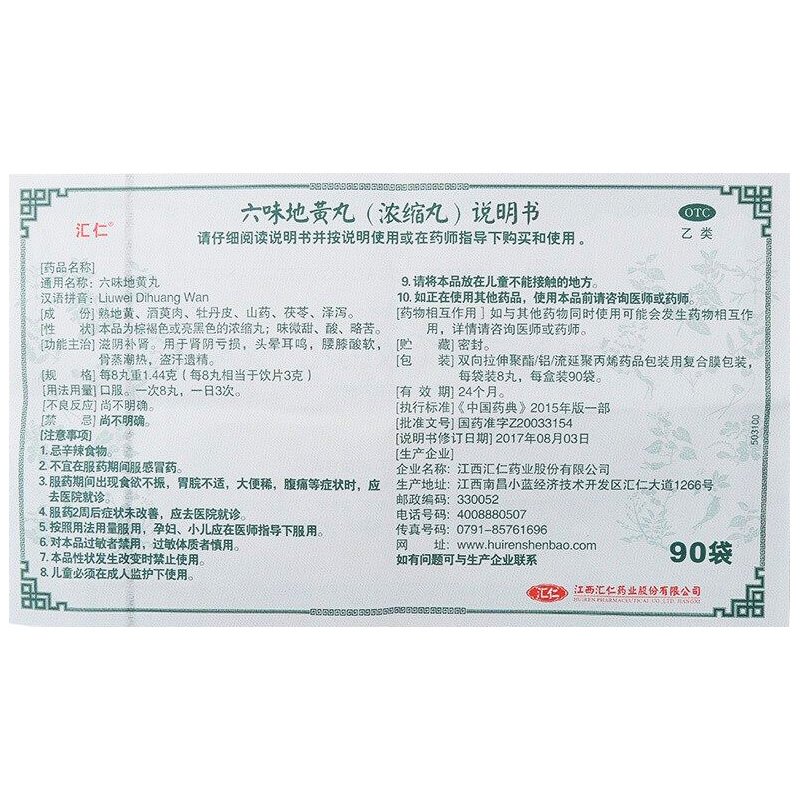 汇仁®
六味地黄丸（浓缩丸）说明书
请仔细阅读说明书并按说明使用或在药师指导下购买和使用。
OTC
乙类
[药品名称]
通用名称：六味地黄丸
汉语拼音：Liuwei Dihuang Wan
[成 份] 熟地黄、酒萸肉、牡丹皮、山药、茯苓、泽泻。
[性 状] 本品为棕褐色或亮黑色的浓缩丸；味微甜、酸、略苦。
[功能主治] 滋阴补肾。用于肾阴亏损，头晕耳鸣，腰膝酸软，
骨蒸潮热，盗汗遗精。
[规 格] 每8丸重1.44克（每8丸相当于饮片3克）
[用法用量] 口服。一次8丸，一日3次。
[不良反应] 尚不明确。
[禁 忌] 尚不明确。
[注意事项]
1. 忌辛辣食物。
2. 不宜在服药期间服感冒药。
3. 服药期间出现食欲不振，胃脘不适，大便稀，腹痛等症状时，应
去医院就诊。
4. 服药2周后症状未改善，应去医院就诊。
5. 按照用法用量服用，孕妇、小儿应在医师指导下服用。
6. 对本品过敏者禁用，过敏体质者慎用。
7. 本品性状发生改变时禁止使用。
8. 儿童必须在成人监护下使用。
9. 请将本品放在儿童不能接触的地方。
10. 如正在使用其他药品，使用本品前请咨询医师或药师。
[药物相互作用] 如与其他药物同时使用可能会发生药物相互作
用，详情请咨询医师或药师。
[贮 藏] 密封。
[包 装] 双向拉伸聚酯/铝/流延聚丙烯药品包装用复合膜包装，
每袋装8丸，每盒装90袋。
[有 效 期] 24个月。
[执行标准]《中国药典》2015年版一部
[批准文号] 国药准字Z20033154
[说明书修订日期] 2017年08月03日
[生产企业]
企业名称：江西汇仁药业股份有限公司
生产地址：江西南昌小蓝经济技术开发区汇仁大道1266号
邮政编码：330052
电话号码：4008880507
传真号码：0791-85761696
网 址：www.huirenshenbao.com
如有问题可与生产企业联系
503100
90袋
汇仁 江西汇仁药业股份有限公司
HUIREN PHARMACEUTICAL CO., LTD. JIANGXI